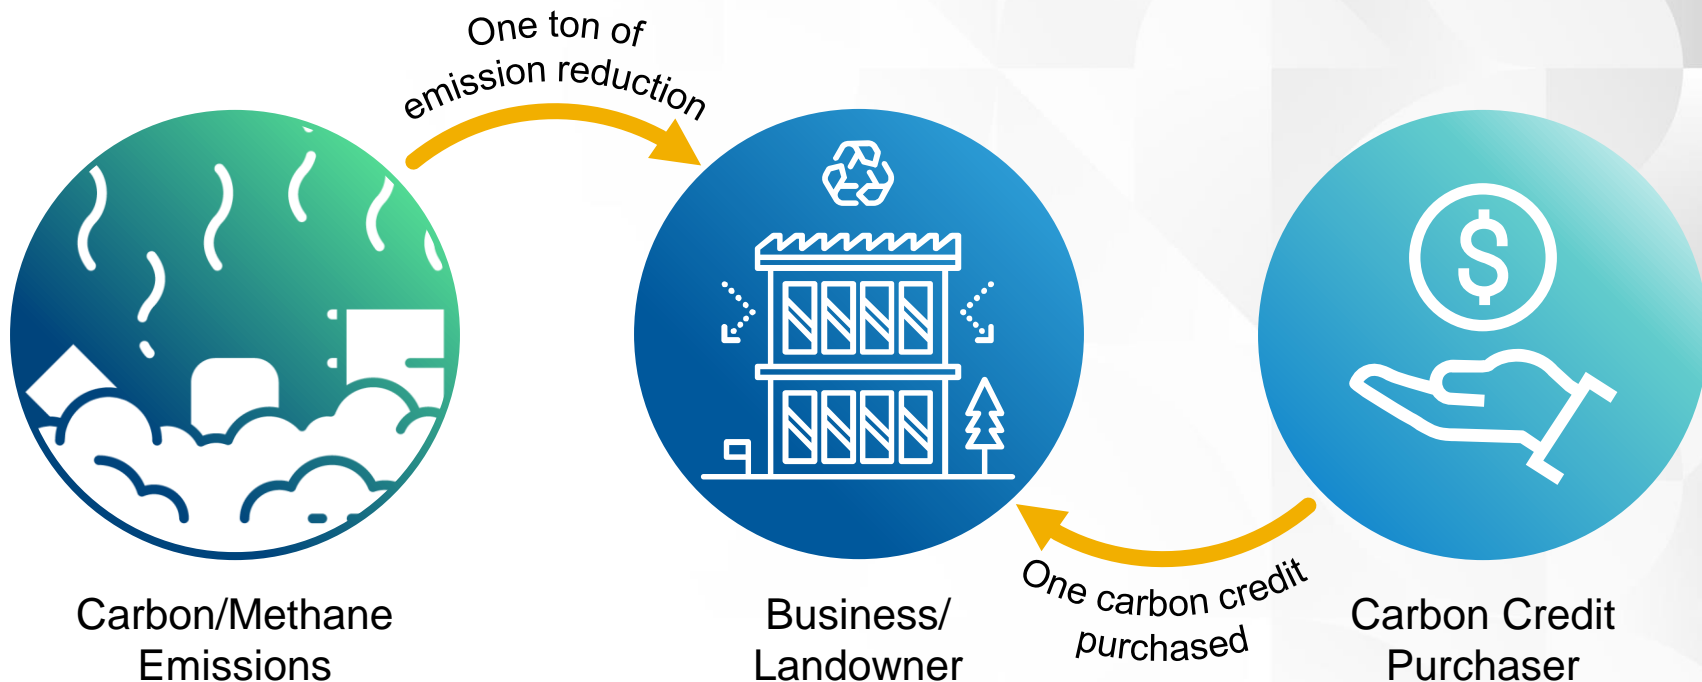 One ton of
emission reduction
$
Carbon/Methane
Emissions
Business/
Landowner
One carbon credit
purchased
Carbon Credit
Purchaser